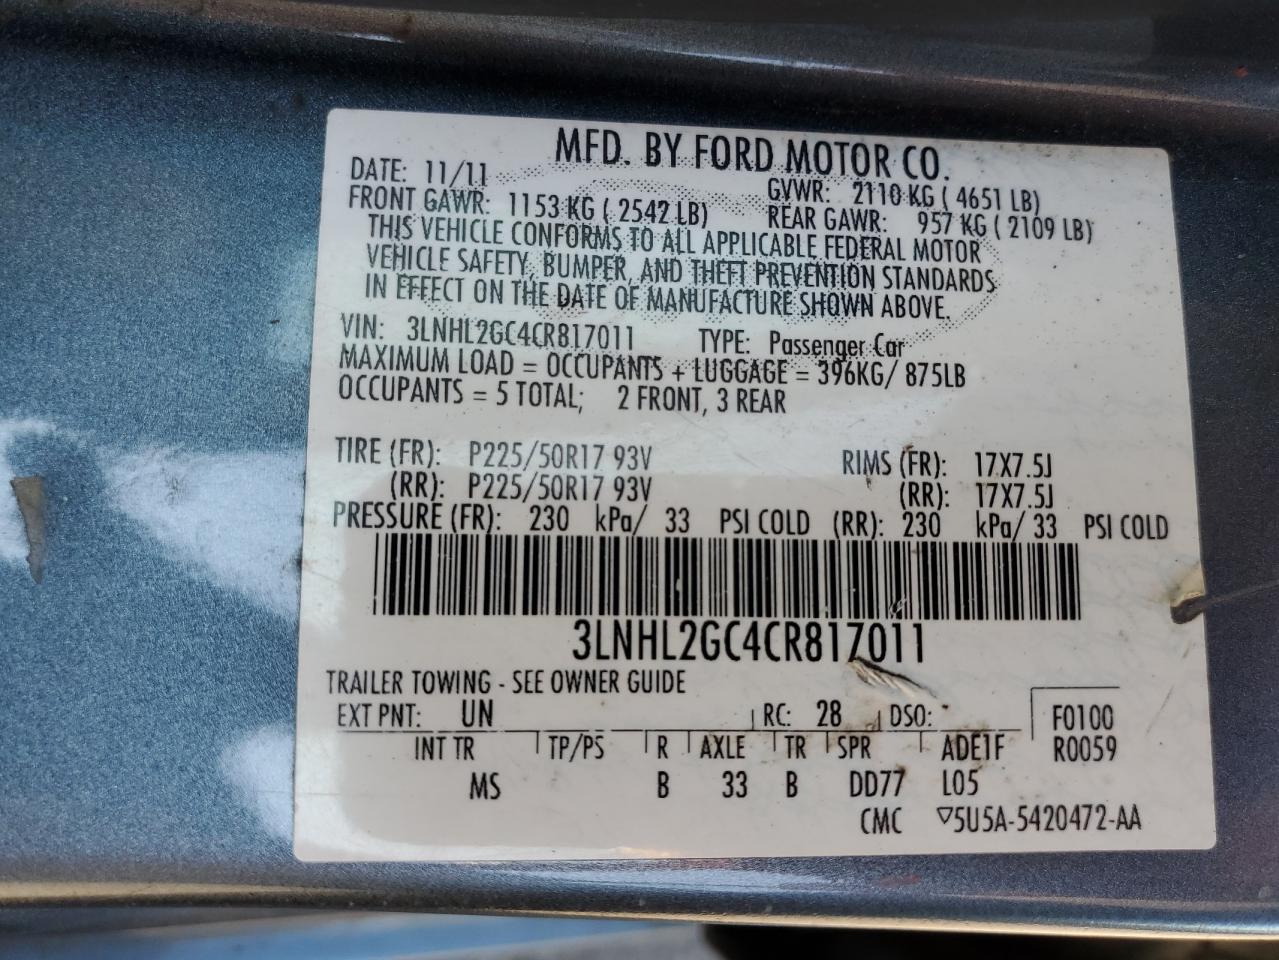 MFD. BY FORD MOTOR CO.
DATE: 11/11 GVWR: 2110 KG ( 4651 LB)
FRONT GAWR: 1153 KG ( 2542 LB) REAR GAWR: 957 KG ( 2109 LB)
THIS VEHICLE CONFORMS TO ALL APPLICABLE FEDERAL MOTOR
VEHICLE SAFETY, BUMPER, AND THEFT PREVENTION STANDARDS
IN EFFECT ON THE DATE OF MANUFACTURE SHOWN ABOVE.
VIN: 3LNHL2GC4CR817011 TYPE: Passenger Car
MAXIMUM LOAD = OCCUPANTS + LUGGAGE = 396KG/ 875LB
OCCUPANTS = 5 TOTAL; 2 FRONT, 3 REAR
TIRE (FR): P225/50R17 93V RIMS (FR): 17X7.5J
(RR): P225/50R17 93V (RR): 17X7.5J
PRESSURE (FR): 230 kPa/ 33 PSI COLD (RR): 230 kPa/ 33 PSI COLD
3LNHL2GC4CR817011
TRAILER TOWING - SEE OWNER GUIDE
EXT PNT: UN RC: 28 DSO: F0100
INT TR TP/PS R AXLE TR SPR ADE1F R0059
MS B 33 B DD77 L05
CMC ▽5U5A-5420472-AA